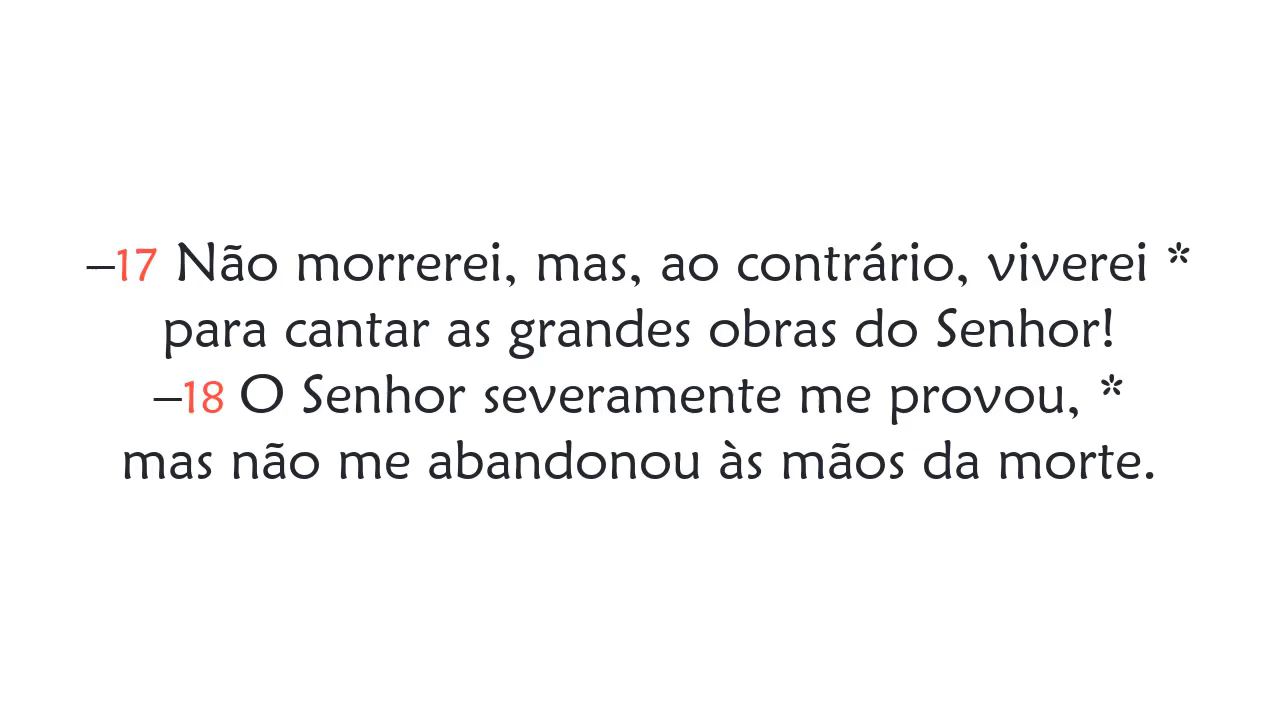 –17 Não morrerei, mas, ao contrário, viverei *
para cantar as grandes obras do Senhor!
–18 O Senhor severamente me provou, *
mas não me abandonou às mãos da morte.